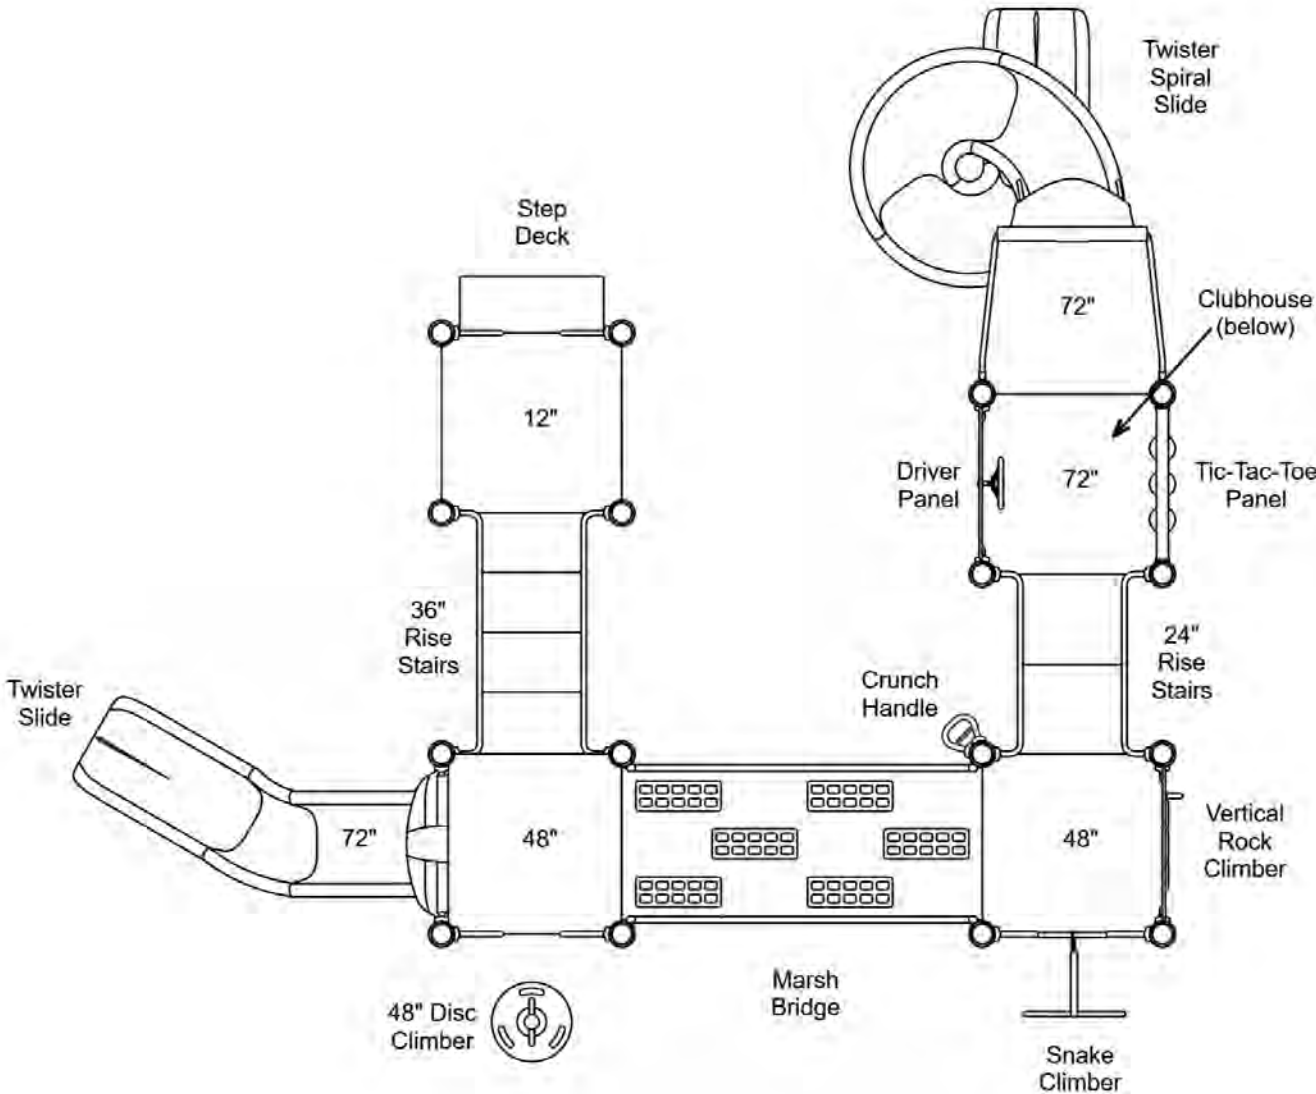 Twister
Spiral
Slide
Step
Deck
72"
Clubhouse
(below)
12"
Driver
Panel
72"
Tic-Tac-Toe
Panel
36"
Rise
Stairs
24"
Rise
Stairs
Twister
Slide
Crunch
Handle
72"
48"
48"
Vertical
Rock
Climber
Marsh
Bridge
48" Disc
Climber
Snake
Climber